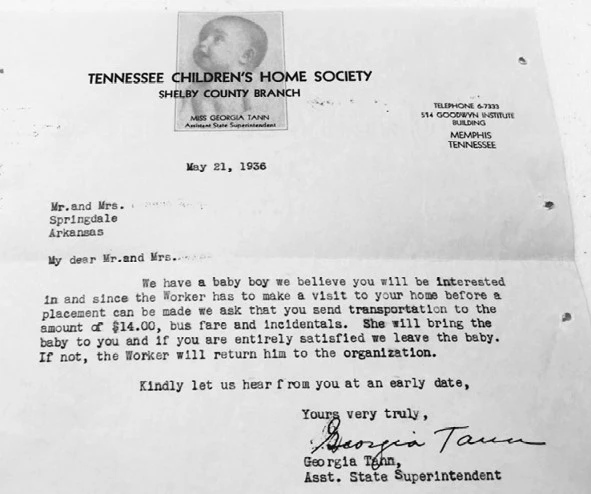 TENNESSEE CHILDREN'S HOME SOCIETY
SHELBY COUNTY BRANCH
MISS GEORGIA TANN
Assistant State Superintendent
TELEPHONE 6-7333
514 GOODWYN INSTITUTE
BUILDING
MEMPHIS
TENNESSEE
May 21, 1936
Mr.and Mrs.
Springdale
Arkansas
My dear Mr.and Mrs.
We have a baby boy we believe you will be interested
in and since the Worker has to make a visit to your home before a
placement can be made we ask that you send transportation to the
amount of $14.00, bus fare and incidentals. She will bring the
baby to you and if you are entirely satisfied we leave the baby.
If not, the Worker will return him to the organization.
Kindly let us hear from you at an early date,
Yours very truly,
Georgia Tann
Georgia Tann,
Asst. State Superintendent